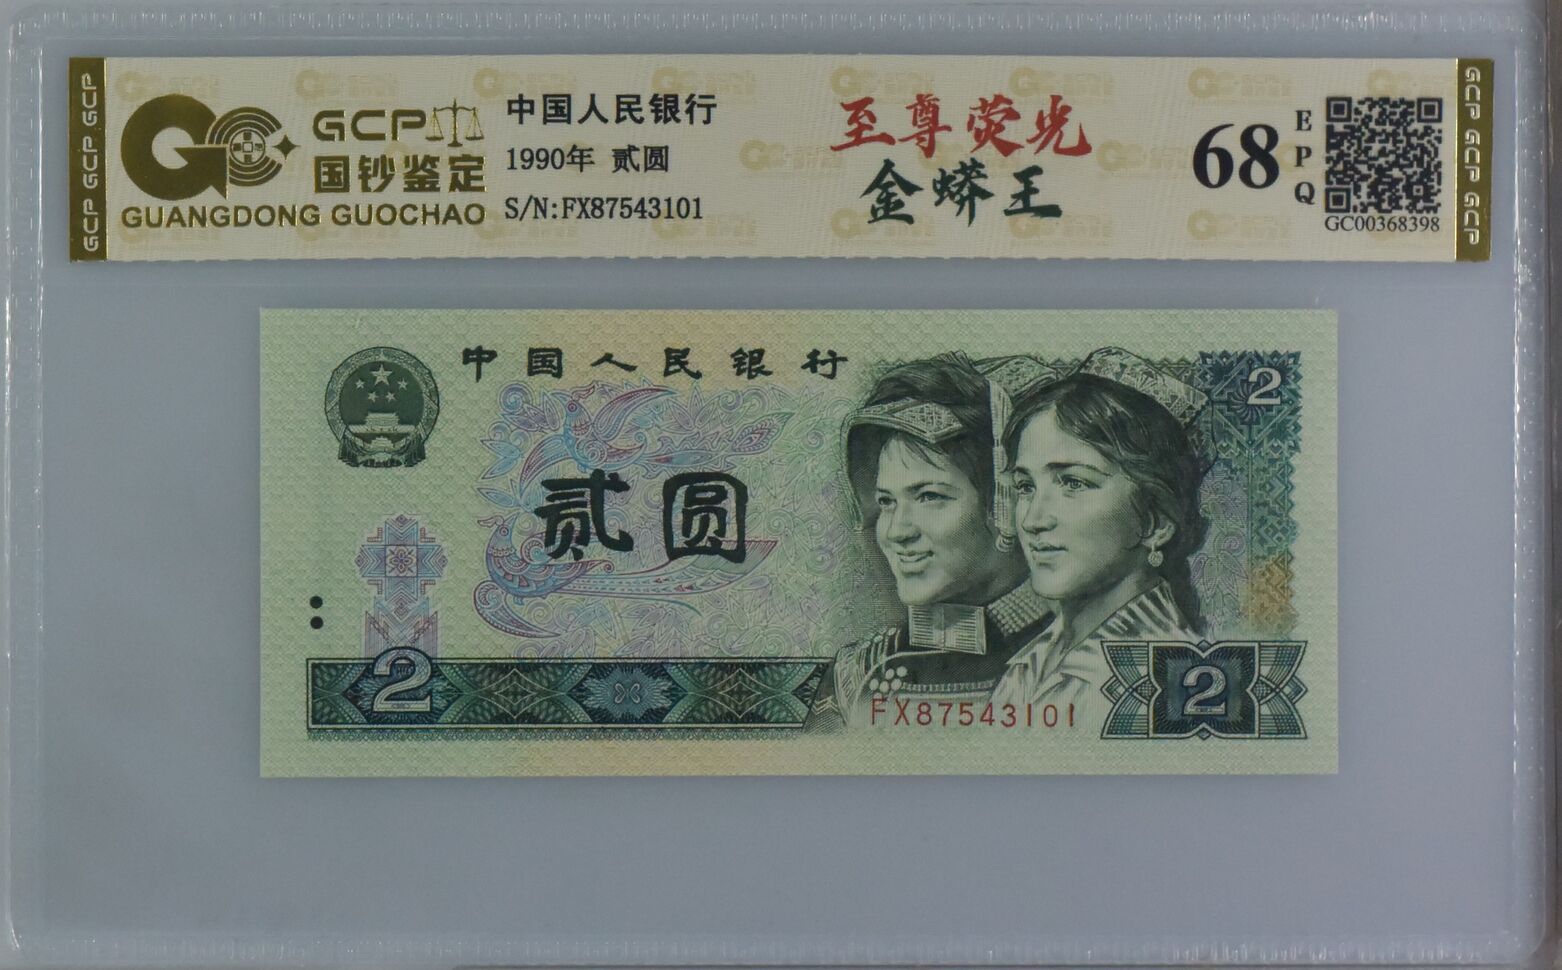 GCP GCP GCP
GCP
国钞鉴定
GUANGDONG GUOCHAO
中国人民银行
1990年 贰圆
S/N:FX87543101
至尊荧光
金蟒王
68
EPQ
GC00368398
GCP GCP GCP
中国人民银行
2
贰圆
2
FX87543101
2